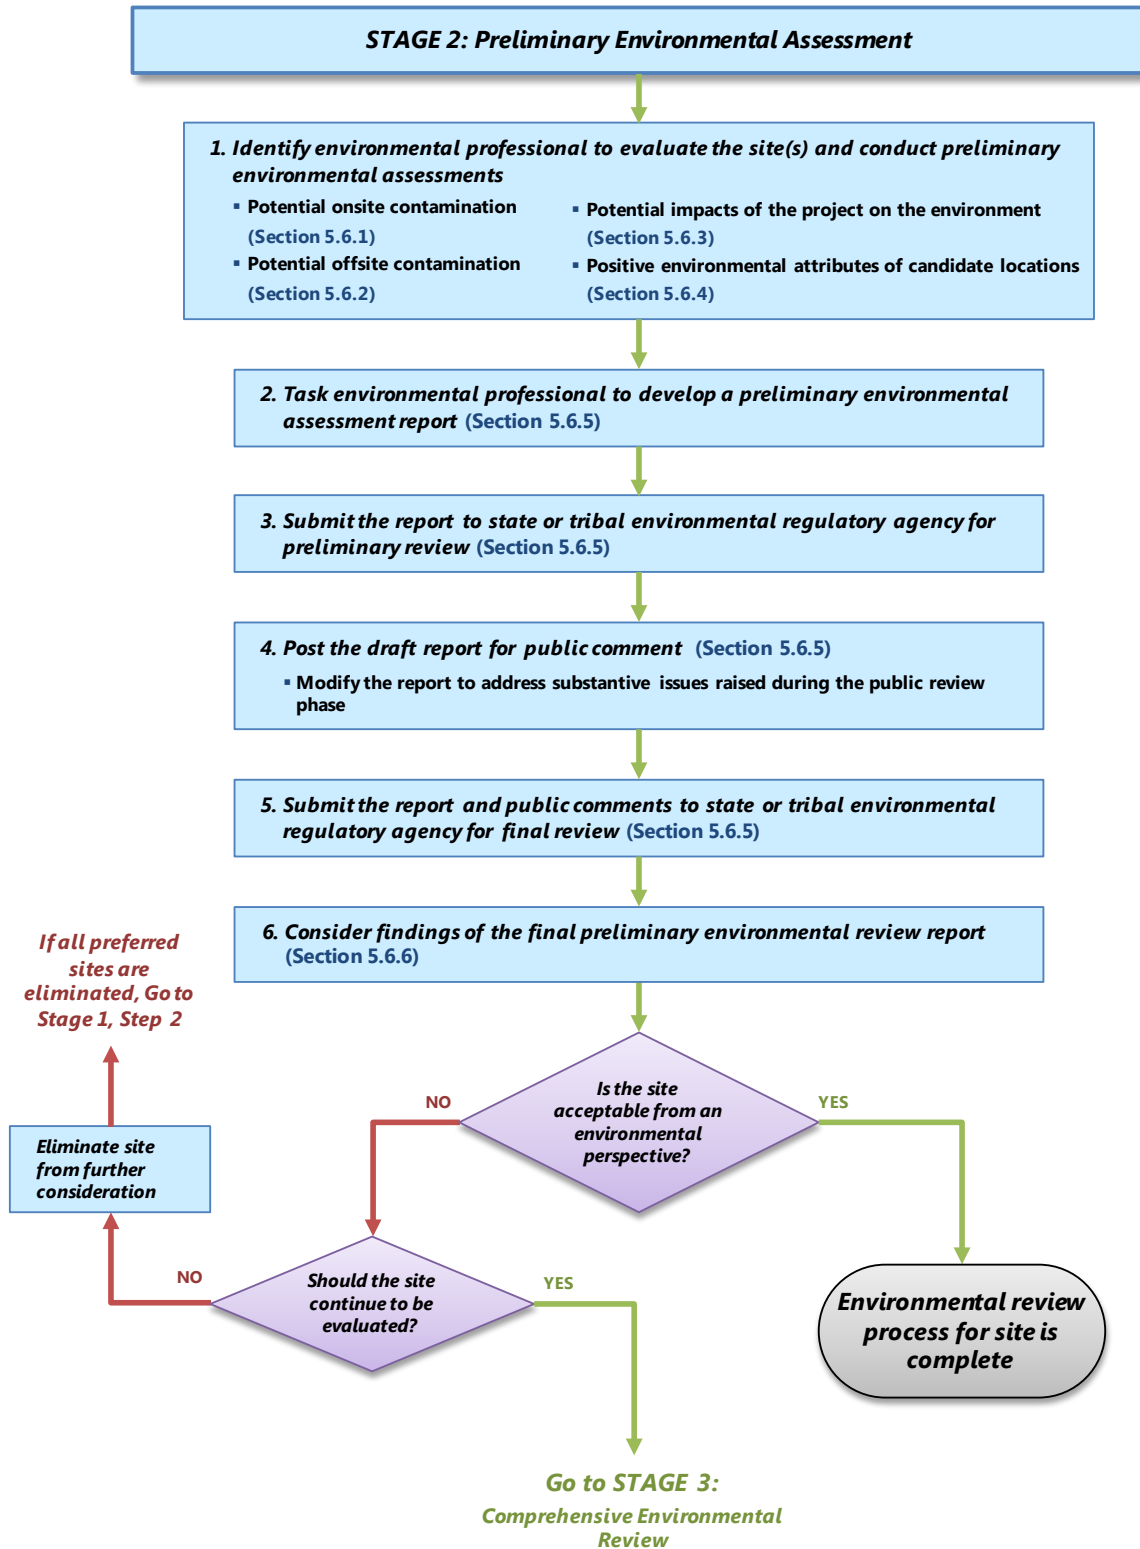 STAGE 2: Preliminary Environmental Assessment
1. Identify environmental professional to evaluate the site(s) and conduct preliminary
environmental assessments
▪ Potential onsite contamination
(Section 5.6.1)
▪ Potential offsite contamination
(Section 5.6.2)
▪ Potential impacts of the project on the environment
(Section 5.6.3)
▪ Positive environmental attributes of candidate locations
(Section 5.6.4)
2. Task environmental professional to develop a preliminary environmental
assessment report (Section 5.6.5)
3. Submit the report to state or tribal environmental regulatory agency for
preliminary review (Section 5.6.5)
4. Post the draft report for public comment (Section 5.6.5)
▪ Modify the report to address substantive issues raised during the public review
phase
5. Submit the report and public comments to state or tribal environmental
regulatory agency for final review (Section 5.6.5)
6. Consider findings of the final preliminary environmental review report
(Section 5.6.6)
If all preferred
sites are
eliminated, Go to
Stage 1, Step 2
Is the site
acceptable from an
environmental
perspective?
NO
YES
Eliminate site
from further
consideration
Should the site
continue to be
evaluated?
NO
YES
Environmental review
process for site is
complete
Go to STAGE 3:
Comprehensive Environmental
Review